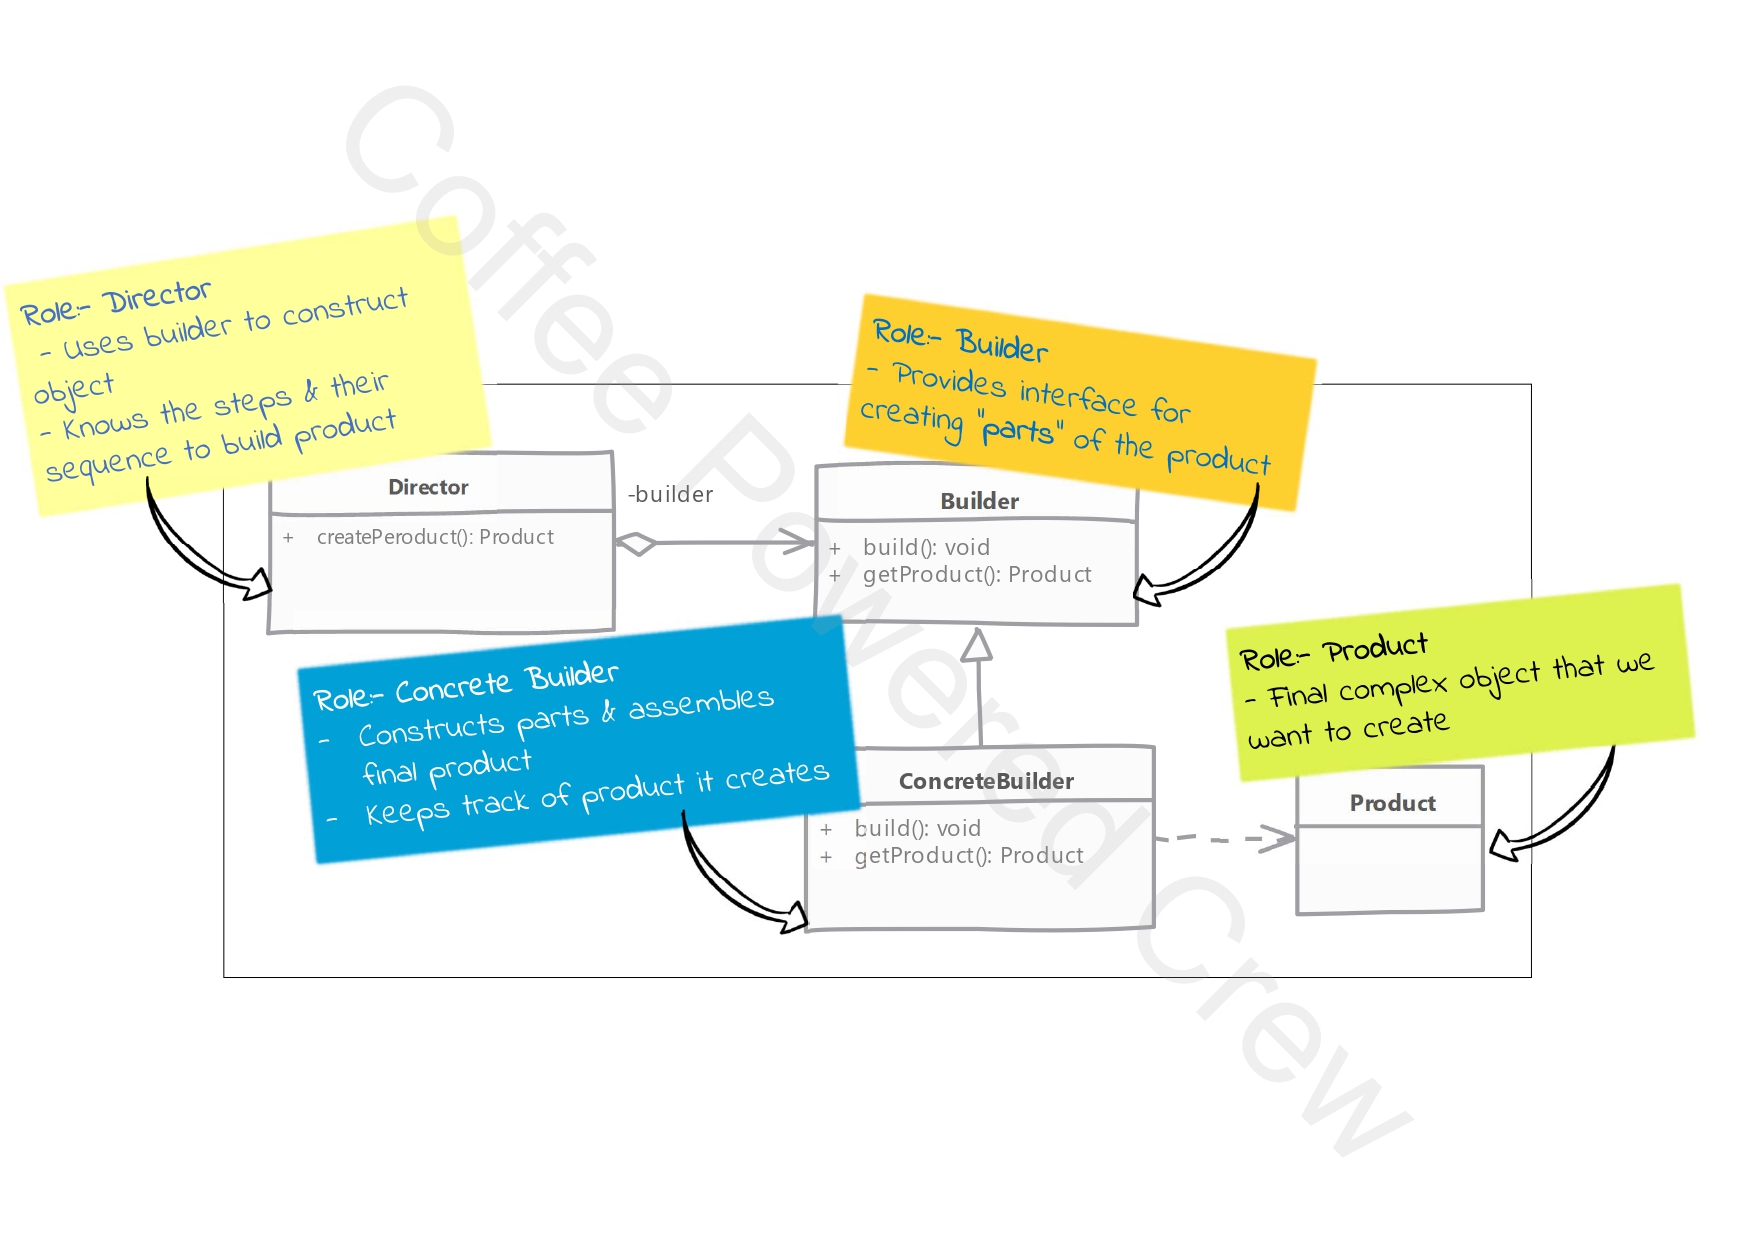 Role:- Director
- Uses builder to construct
object
- Knows the steps & their
sequence to build product
Role:- Builder
- Provides interface for
creating "parts" of the product
Director
+ createPeroduct(): Product
-builder
Builder
+ build(): void
+ getProduct(): Product
Role:- Concrete Builder
- Constructs parts & assembles
final product
- Keeps track of product it creates
Role:- Product
- Final complex object that we
want to create
ConcreteBuilder
+ build(): void
+ getProduct(): Product
Product
Coffee Powered Crew